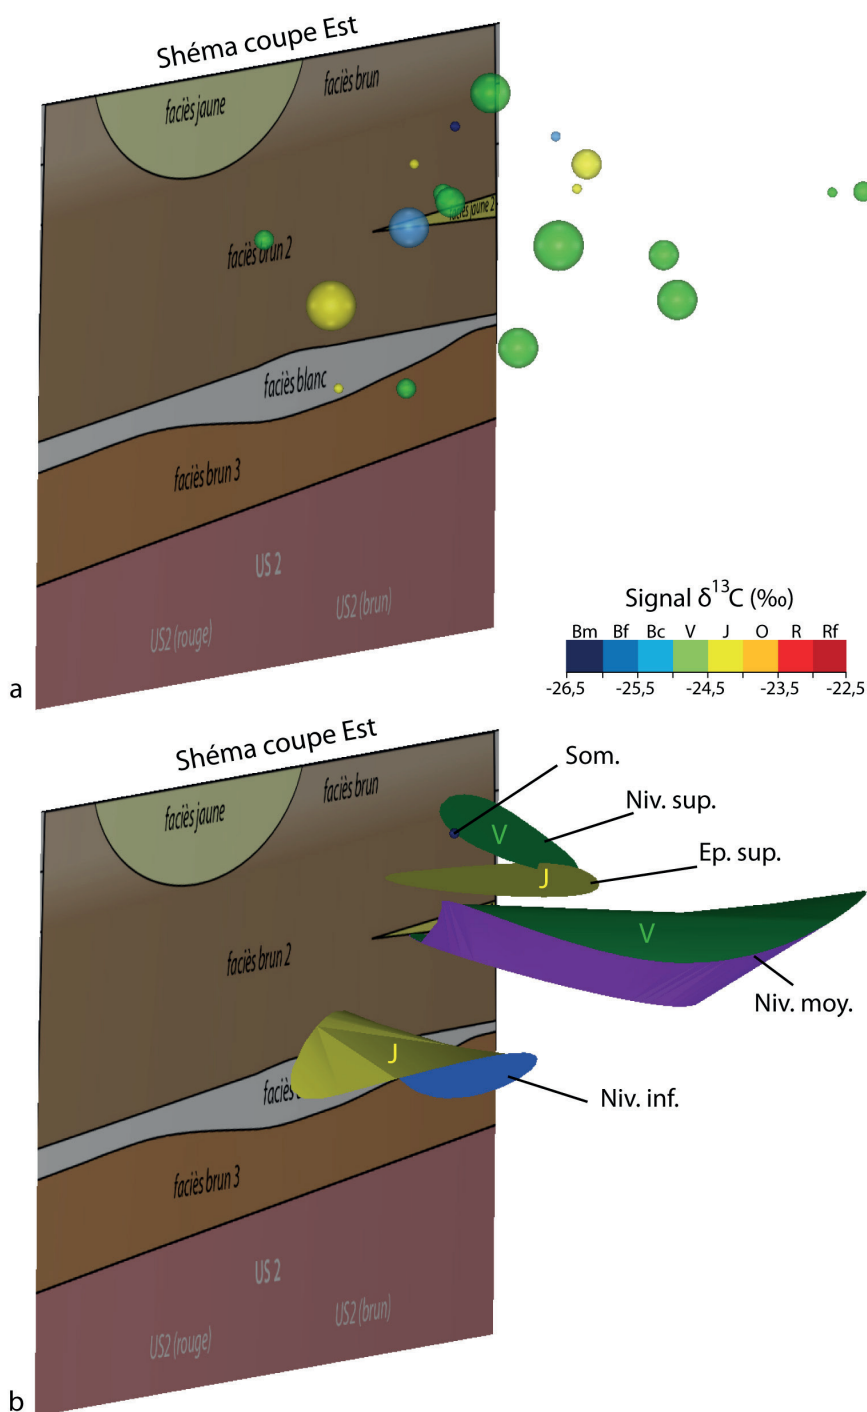 Shéma coupe Est
faciès jaune
faciès brun
faciès jaune 2
faciès brun 2
faciès blanc
faciès brun 3
US 2
US2 (rouge)
US2 (brun)
a
Signal δ¹³C (‰)
Bm Bf Bc V J O R Rf
-26,5 -25,5 -24,5 -23,5 -22,5
Shéma coupe Est
Som.
Niv. sup.
Ep. sup.
Niv. moy.
Niv. inf.
faciès jaune
faciès brun
V
J
faciès brun 2
V
J
faciès
faciès brun 3
US 2
US2 (rouge)
US2 (brun)
b